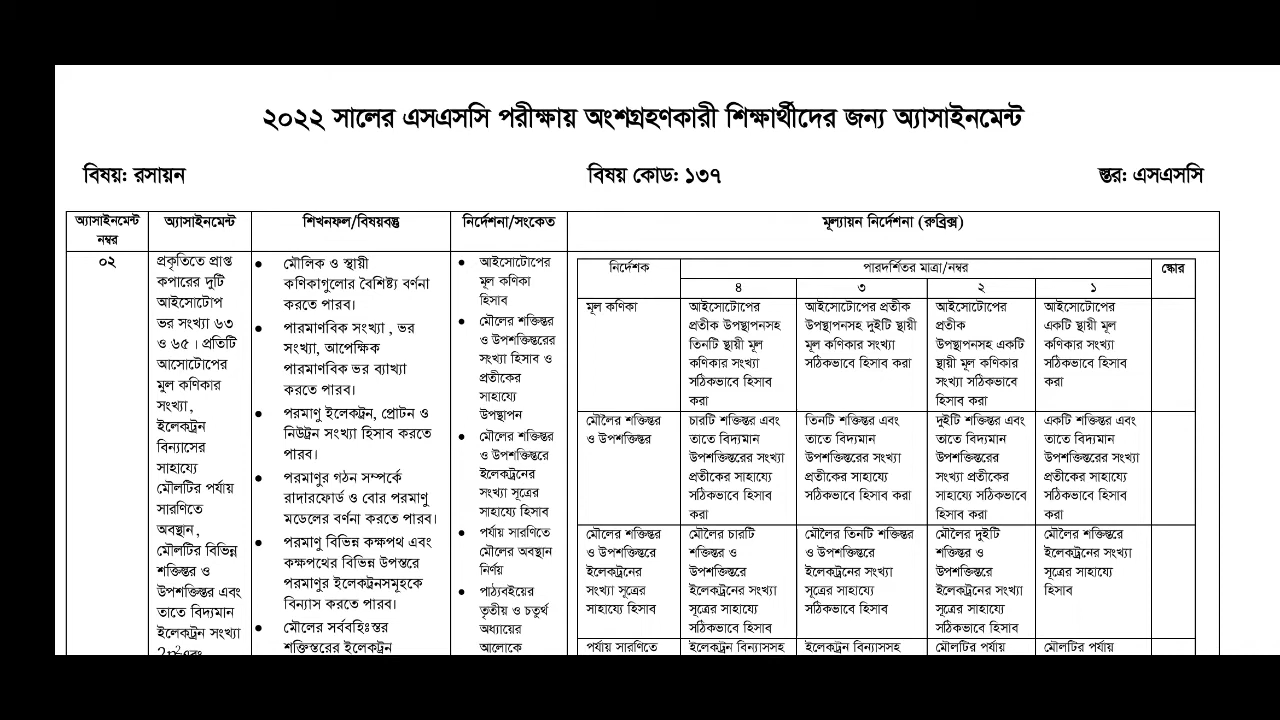 ২০২২ সালের এসএসসি পরীক্ষায় অংশগ্রহণকারী শিক্ষার্থীদের জন্য অ্যাসাইনমেন্ট
বিষয়: রসায়ন
বিষয় কোড: ১৩৭
স্তর: এসএসসি
অ্যাসাইনমেন্ট
নম্বর
অ্যাসাইনমেন্ট
শিখনফল/বিষয়বস্তু
নির্দেশনা/সংকেত
মূল্যায়ন নির্দেশনা (রুব্রিক্স)
০২
প্রকৃতিতে প্রাপ্ত
কপারের দুটি
আইসোটোপ
ভর সংখ্যা ৬৩
ও ৬৫। প্রতিটি
আসোটোপের
মুল কণিকার
সংখ্যা,
ইলেকট্রন
বিন্যাসের
সাহায্যে
মৌলটির পর্যায়
সারণিতে
অবস্থান,
মৌলটির বিভিন্ন
শক্তিস্তর ও
উপশক্তিস্তর এবং
তাতে বিদ্যমান
ইলেকট্রন সংখ্যা
2n²এবং
● মৌলিক ও স্থায়ী
কণিকাগুলোর বৈশিষ্ট্য বর্ণনা
করতে পারব।
● পারমাণবিক সংখ্যা , ভর
সংখ্যা, আপেক্ষিক
পারমাণবিক ভর ব্যাখ্যা
করতে পারব।
● পরমাণু ইলেকট্রন, প্রোটন ও
নিউট্রন সংখ্যা হিসাব করতে
পারব।
● পরমাণুর গঠন সম্পর্কে
রাদারফোর্ড ও বোর পরমাণু
মডেলের বর্ণনা করতে পারব।
● পরমাণু বিভিন্ন কক্ষপথ এবং
কক্ষপথের বিভিন্ন উপস্তরে
পরমাণুর ইলেকট্রনসমূহকে
বিন্যাস করতে পারব।
● মৌলের সর্ববহিঃস্তর
শক্তিস্তরের ইলেকট্রন
● আইসোটোপের
মূল কণিকা
হিসাব
● মৌলের শক্তিস্তর
ও উপশক্তিস্তরের
সংখ্যা হিসাব ও
প্রতীকের
সাহায্যে
উপস্থাপন
● মৌলের শক্তিস্তর
ও উপশক্তিস্তরে
ইলেকট্রনের
সংখ্যা সূত্রের
সাহায্যে হিসাব
● পর্যায় সারণিতে
মৌলের অবস্থান
নির্ণয়
● পাঠ্যবইয়ের
তৃতীয় ও চতুর্থ
অধ্যায়ের
আলোকে
নির্দেশক
পারদর্শিতর মাত্রা/নম্বর
স্কোর
৪
৩
২
১
মূল কণিকা
আইসোটোপের
প্রতীক উপস্থাপনসহ
তিনটি স্থায়ী মূল
কণিকার সংখ্যা
সঠিকভাবে হিসাব
করা
আইসোটোপের প্রতীক
উপস্থাপনসহ দুইটি স্থায়ী
মূল কণিকার সংখ্যা
সঠিকভাবে হিসাব করা
আইসোটোপের
প্রতীক
উপস্থাপনসহ একটি
স্থায়ী মূল কণিকার
সংখ্যা সঠিকভাবে
হিসাব করা
আইসোটোপের
একটি স্থায়ী মূল
কণিকার সংখ্যা
সঠিকভাবে হিসাব
করা
মৌলের শক্তিস্তর
ও উপশক্তিস্তর
চারটি শক্তিস্তর এবং
তাতে বিদ্যমান
উপশক্তিস্তরের সংখ্যা
প্রতীকের সাহায্যে
সঠিকভাবে হিসাব
করা
তিনটি শক্তিস্তর এবং
তাতে বিদ্যমান
উপশক্তিস্তরের সংখ্যা
প্রতীকের সাহায্যে
সঠিকভাবে হিসাব করা
দুইটি শক্তিস্তর এবং
তাতে বিদ্যমান
উপশক্তিস্তরের
সংখ্যা প্রতীকের
সাহায্যে সঠিকভাবে
হিসাব করা
একটি শক্তিস্তর এবং
তাতে বিদ্যমান
উপশক্তিস্তরের সংখ্যা
প্রতীকের সাহায্যে
সঠিকভাবে হিসাব
করা
মৌলের শক্তিস্তর
ও উপশক্তিস্তরে
ইলেকট্রনের
সংখ্যা সূত্রের
সাহায্যে হিসাব
মৌলের চারটি
শক্তিস্তর ও
উপশক্তিস্তরে
ইলেকট্রনের সংখ্যা
সূত্রের সাহায্যে
সঠিকভাবে হিসাব
মৌলের তিনটি শক্তিস্তর
ও উপশক্তিস্তরে
ইলেকট্রনের সংখ্যা
সূত্রের সাহায্যে
সঠিকভাবে হিসাব
মৌলের দুইটি
শক্তিস্তর ও
উপশক্তিস্তরে
ইলেকট্রনের সংখ্যা
সূত্রের সাহায্যে
সঠিকভাবে হিসাব
মৌলের শক্তিস্তরে
ইলেকট্রনের সংখ্যা
সূত্রের সাহায্যে
হিসাব
পর্যায় সারণিতে
ইলেকট্রন বিন্যাসসহ
ইলেকট্রন বিন্যাসসহ
মৌলটির পর্যায়
মৌলটির পর্যায়